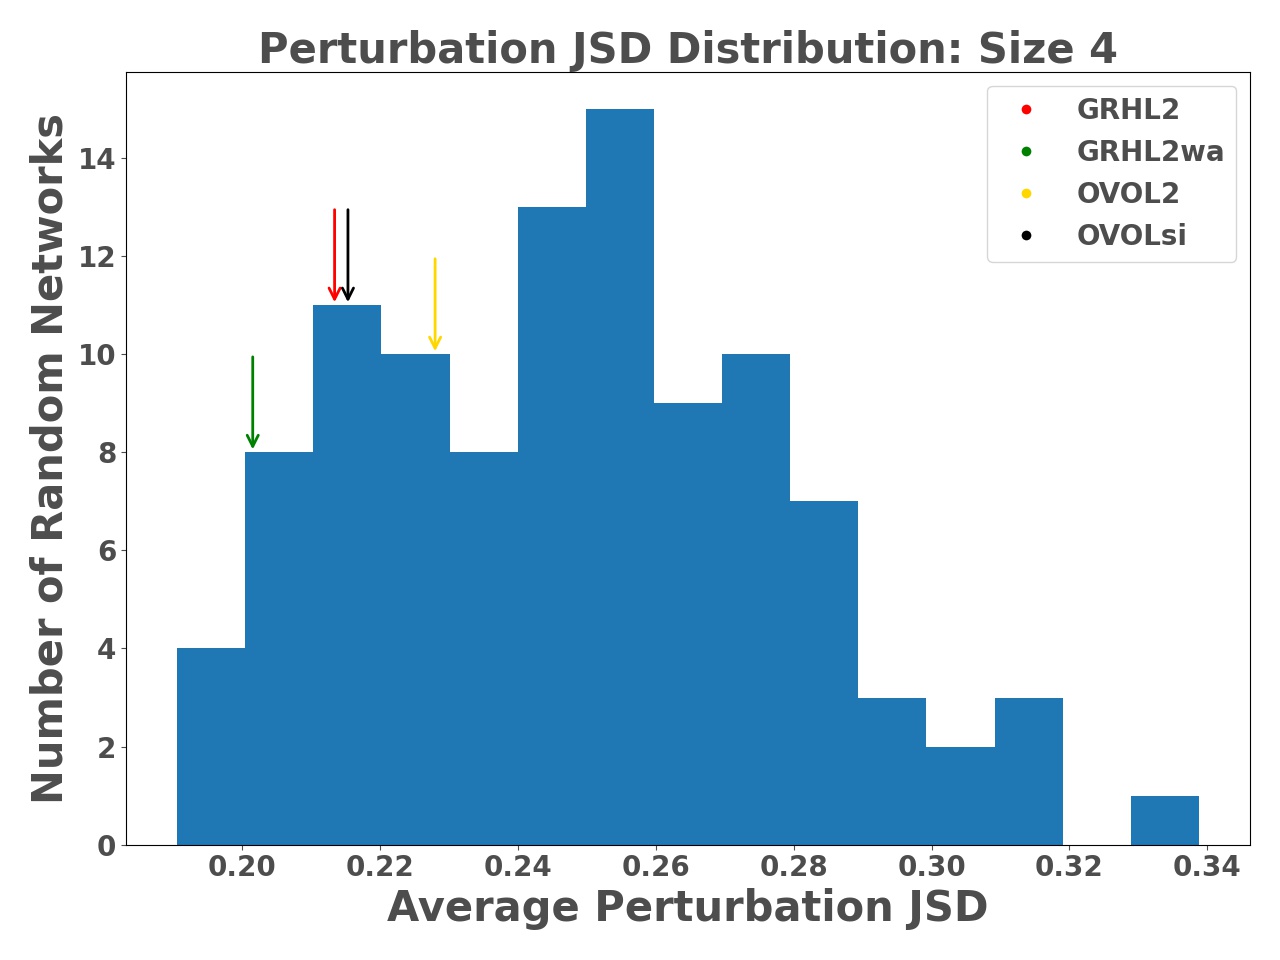 Perturbation JSD Distribution: Size 4
Number of Random Networks
14
12
10
8
6
4
2
0
GRHL2
GRHL2wa
OVOL2
OVOLsi
0.20 0.22 0.24 0.26 0.28 0.30 0.32 0.34
Average Perturbation JSD